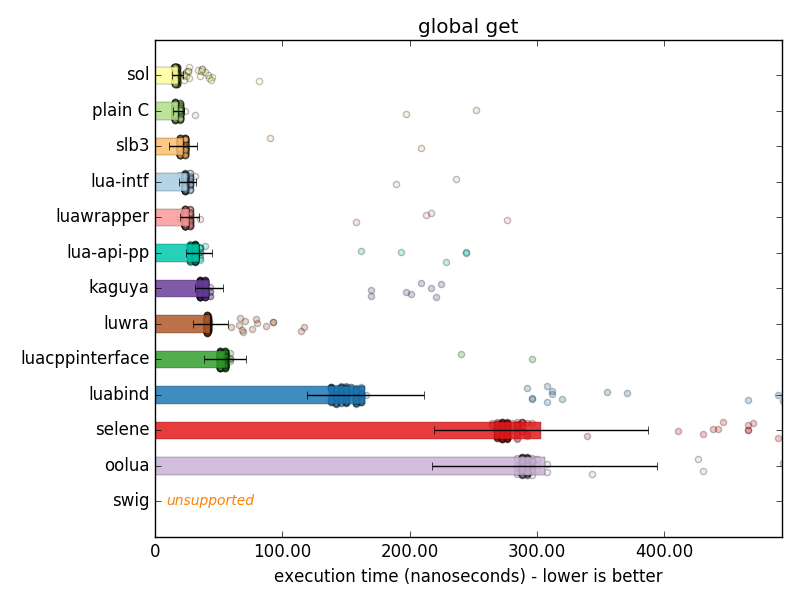 global get
sol
plain C
slb3
lua-intf
luawrapper
lua-api-pp
kaguya
luwra
luacppinterface
luabind
selene
oolua
swig unsupported
0 100.00 200.00 300.00 400.00
execution time (nanoseconds) - lower is better